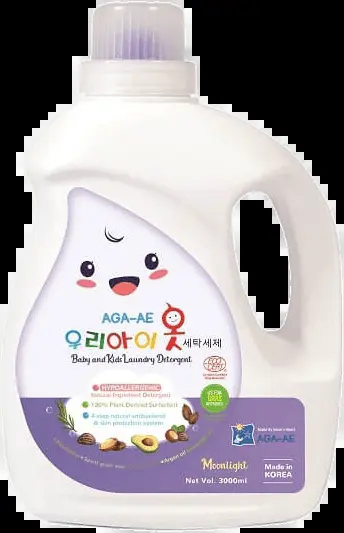 AGA-AE
우리아이 옷 세탁세제
Baby and Kids Laundry Detergent
HYPOALLERGENIC
Natural Ingredient Detergent
Plant Derived Surfactant
4-step natural antibacterial
& skin protection system
ECO
CERT
AGA-AE
Moonlight
Net Vol. 3000ml
Made in
KOREA